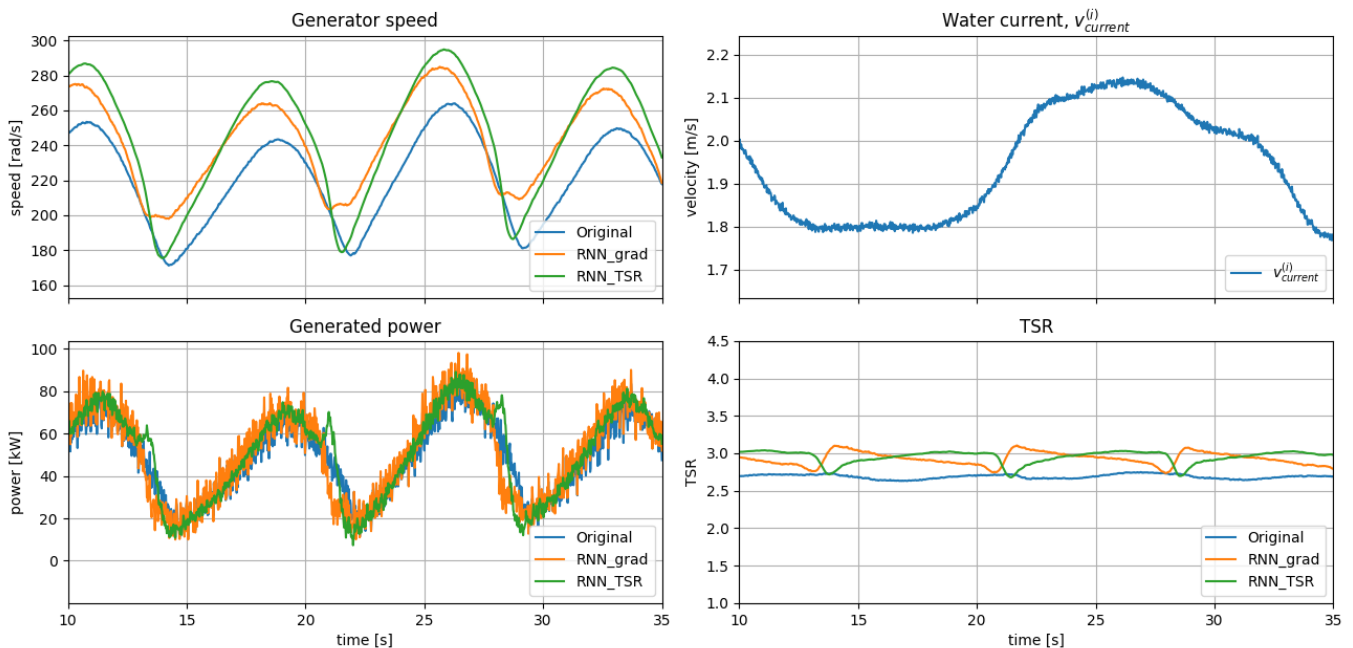 Generator speed
speed [rad/s]
300
280
260
240
220
200
180
160
Original
RNN_grad
RNN_TSR
Water current, v_{current}^{(i)}
velocity [m/s]
2.2
2.1
2.0
1.9
1.8
1.7
v_{current}^{(i)}
Generated power
power [kW]
100
80
60
40
20
0
Original
RNN_grad
RNN_TSR
10 15 20 25 30 35
time [s]
TSR
TSR
4.5
4.0
3.5
3.0
2.5
2.0
1.5
1.0
Original
RNN_grad
RNN_TSR
10 15 20 25 30 35
time [s]